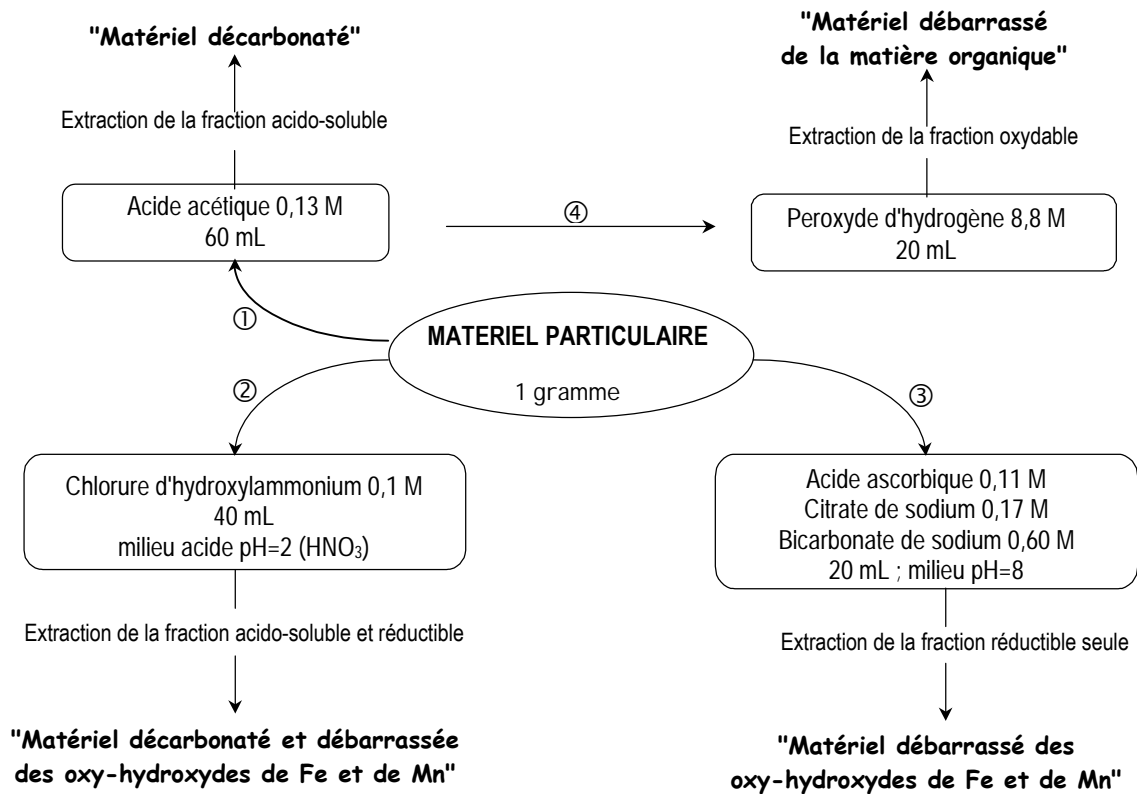 "Matériel décarbonaté"
Extraction de la fraction acido-soluble
Acide acétique 0,13 M
60 mL
④
"Matériel débarrassé
de la matière organique"
Extraction de la fraction oxydable
Peroxyde d'hydrogène 8,8 M
20 mL
①
MATERIEL PARTICULAIRE
1 gramme
②
③
Chlorure d'hydroxylammonium 0,1 M
40 mL
milieu acide pH=2 (HNO₃)
Extraction de la fraction acido-soluble et réductible
"Matériel décarbonaté et débarrassée
des oxy-hydroxydes de Fe et de Mn"
Acide ascorbique 0,11 M
Citrate de sodium 0,17 M
Bicarbonate de sodium 0,60 M
20 mL ; milieu pH=8
Extraction de la fraction réductible seule
"Matériel débarrassé des
oxy-hydroxydes de Fe et de Mn"